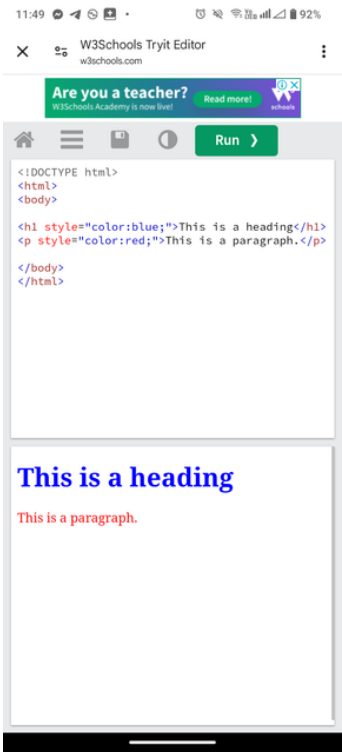 11:49 92%
W3Schools Tryit Editor
w3schools.com
Are you a teacher?
W3Schools Academy is now live!
Read more!
schools
Run ❯
<!DOCTYPE html>
<html>
<body>
<h1 style="color:blue;">This is a heading</h1>
<p style="color:red;">This is a paragraph.</p>
</body>
</html>
This is a heading
This is a paragraph.